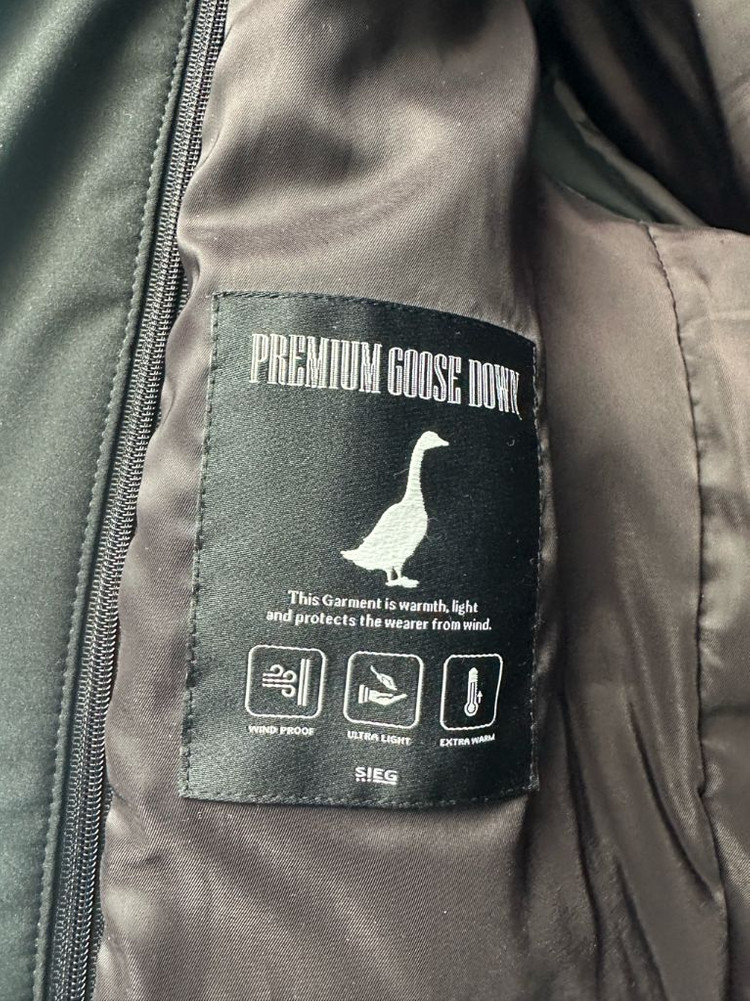 PREMIUM GOOSE DOWN
This Garment is warmth, light
and protects the wearer from wind.
WIND PROOF
ULTRA LIGHT
EXTRA WARM
SIEG